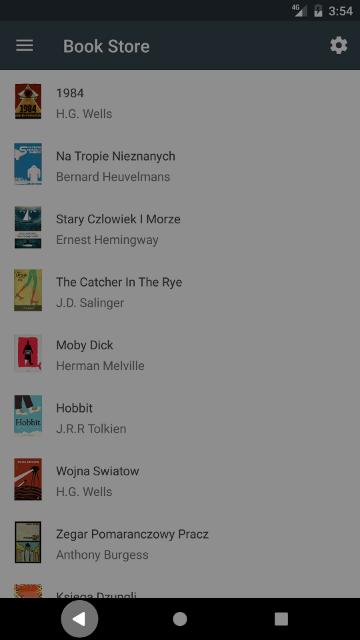 4G 3:54
Book Store
1984
H.G. Wells
Na Tropie Nieznanych
Bernard Heuvelmans
Stary Czlowiek I Morze
Ernest Hemingway
The Catcher In The Rye
J.D. Salinger
Moby Dick
Herman Melville
Hobbit
Hobbit
J.R.R Tolkien
Wojna Swiatow
H.G. Wells
Zegar Pomaranczowy Pracz
Anthony Burgess
Ksiega Dzungli